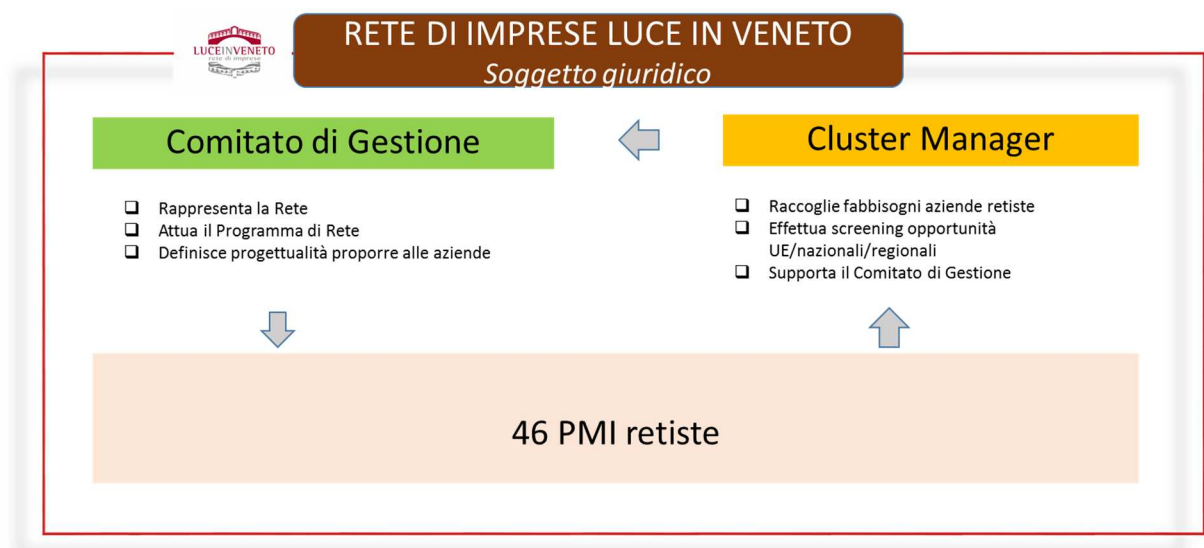 LUCEINVENETO
rete di imprese
RETE DI IMPRESE LUCE IN VENETO
Soggetto giuridico
Comitato di Gestione
Cluster Manager
Rappresenta la Rete
Attua il Programma di Rete
Definisce progettualità proporre alle aziende
Raccoglie fabbisogni aziende retiste
Effettua screening opportunità
UE/nazionali/regionali
Supporta il Comitato di Gestione
46 PMI retiste